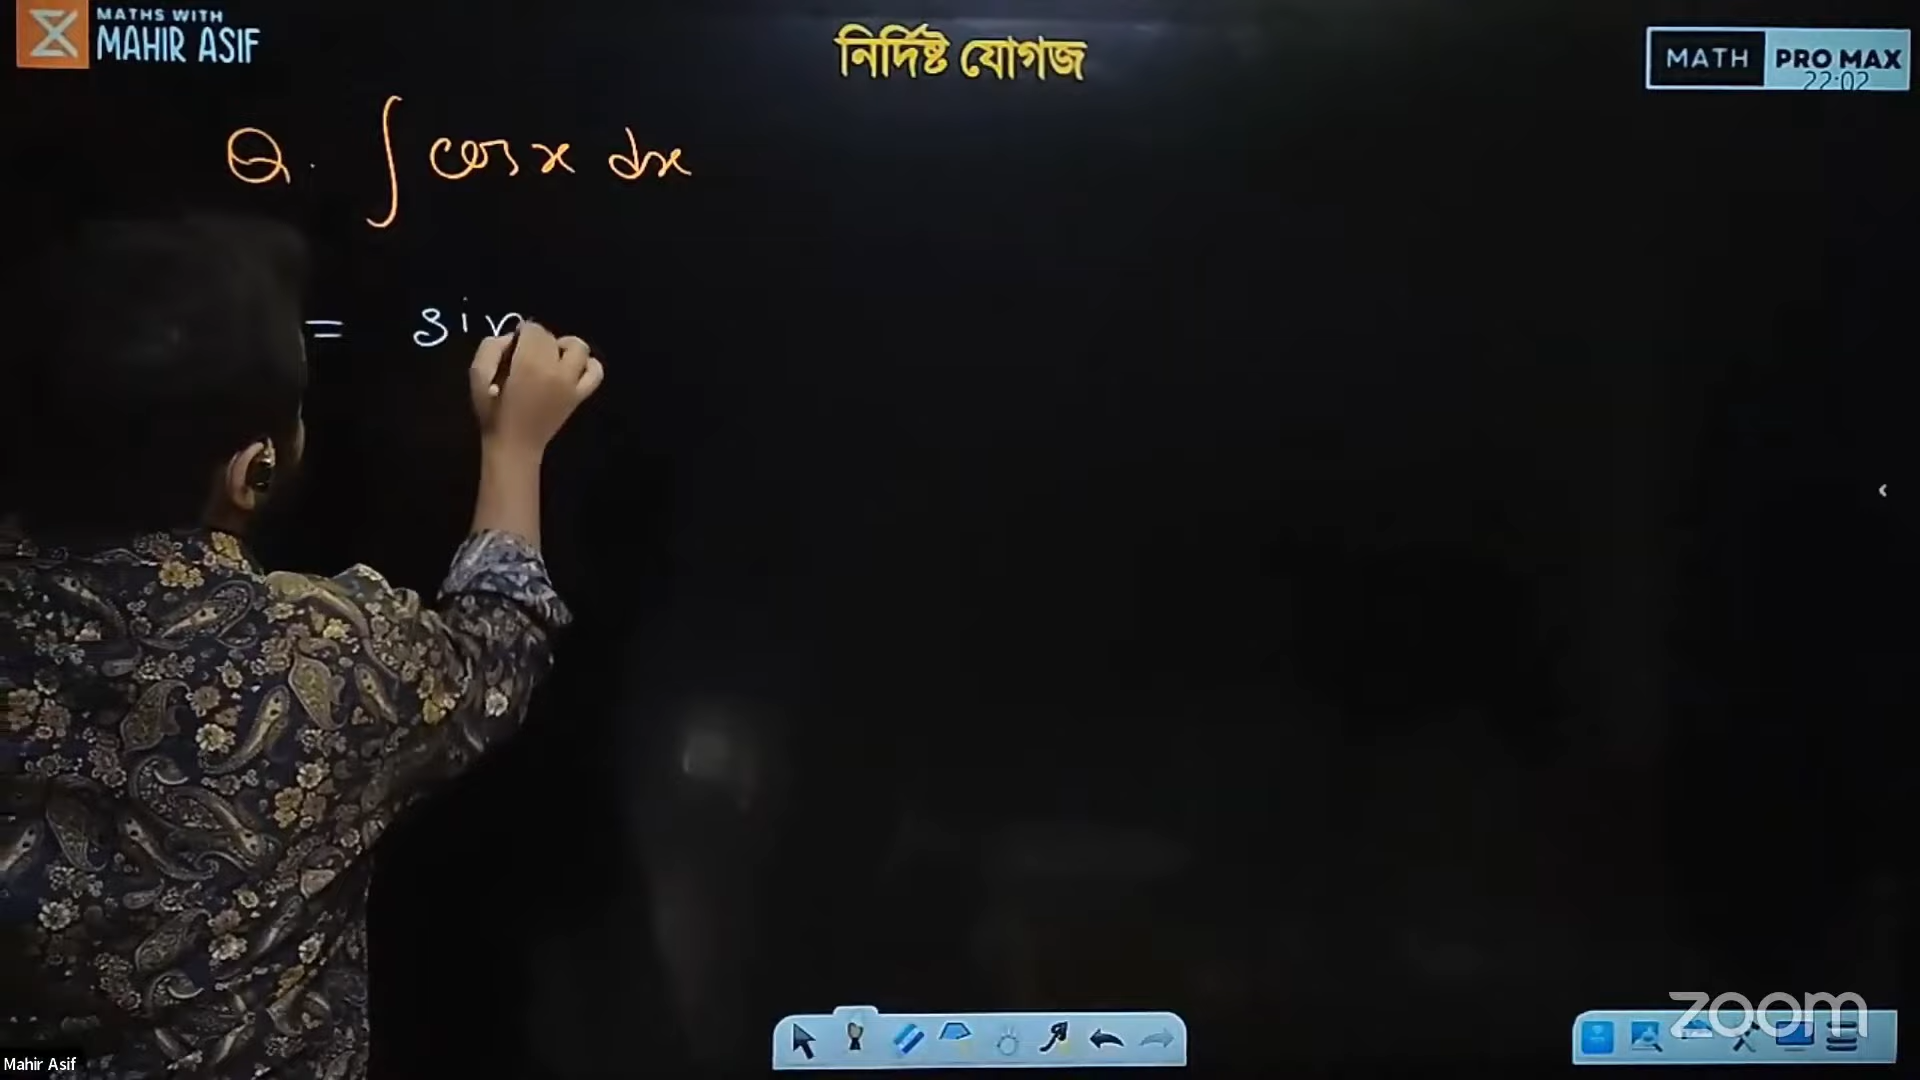 MATHS WITH
MAHIR ASIF
নির্দিষ্ট যোগজ
MATH PRO MAX
22:02
Q. ∫ cos x dx
= sin
zoom
Mahir Asif